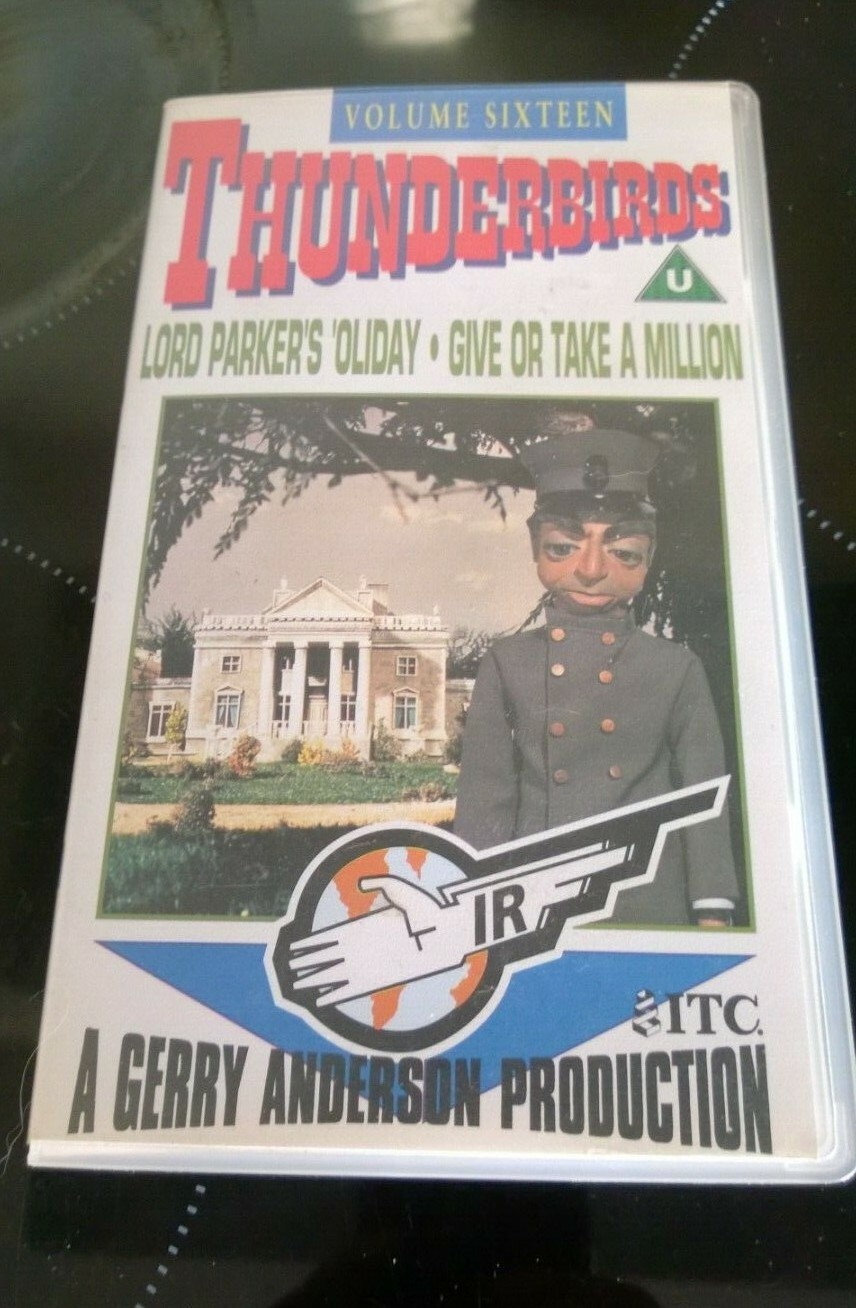 VOLUME SIXTEEN
THUNDERBIRDS
U
LORD PARKER'S 'OLIDAY • GIVE OR TAKE A MILLION
IR
ITC.
A GERRY ANDERSON PRODUCTION